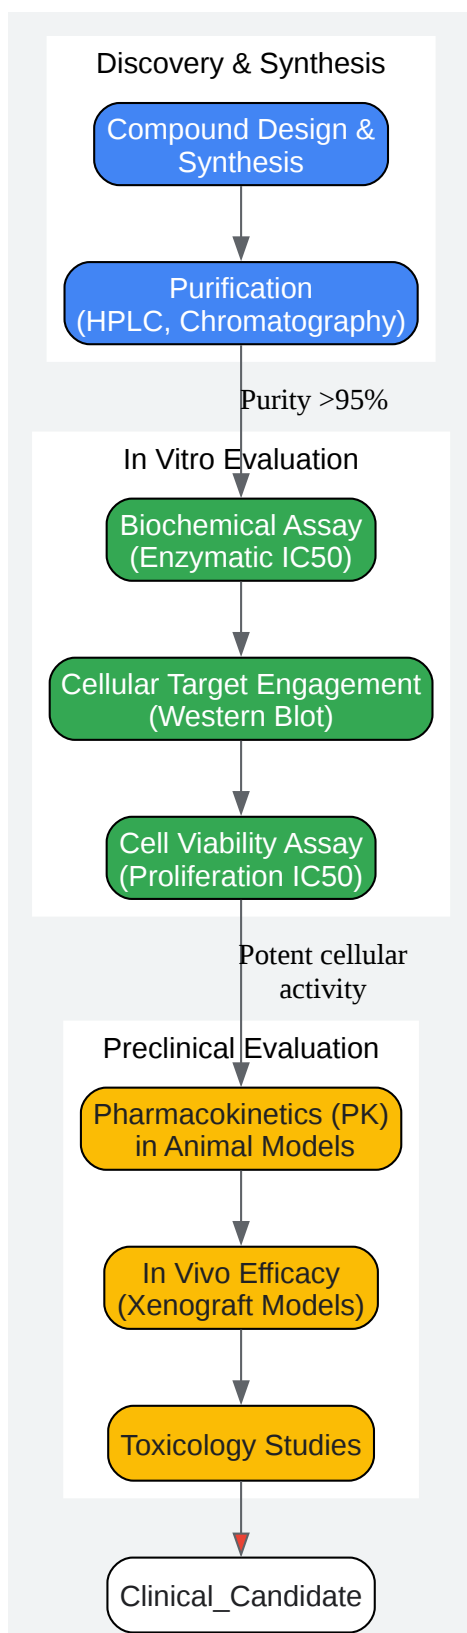 Discovery & Synthesis
Compound Design &
Synthesis
Purification
(HPLC, Chromatography)
Purity >95%
In Vitro Evaluation
Biochemical Assay
(Enzymatic IC50)
Cellular Target Engagement
(Western Blot)
Cell Viability Assay
(Proliferation IC50)
Potent cellular
activity
Preclinical Evaluation
Pharmacokinetics (PK)
in Animal Models
In Vivo Efficacy
(Xenograft Models)
Toxicology Studies
Clinical_Candidate